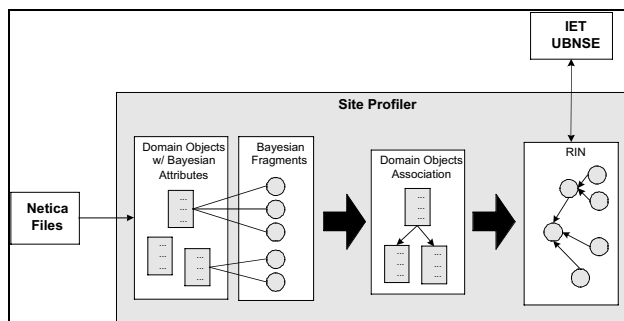 IET
UBNSE
Site Profiler
Domain Objects
w/ Bayesian
Attributes
...
...
...
...
...
...
...
...
...
Bayesian
Fragments
Domain Objects
Association
...
...
...
...
...
...
...
...
...
RIN
Netica
Files